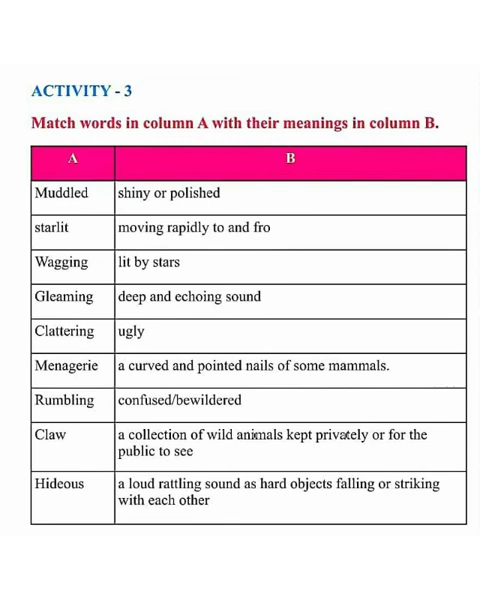 ACTIVITY - 3
Match words in column A with their meanings in column B.
A B
Muddled shiny or polished
starlit moving rapidly to and fro
Wagging lit by stars
Gleaming deep and echoing sound
Clattering ugly
Menagerie a curved and pointed nails of some mammals.
Rumbling confused/bewildered
Claw a collection of wild animals kept privately or for the
public to see
Hideous a loud rattling sound as hard objects falling or striking
with each other